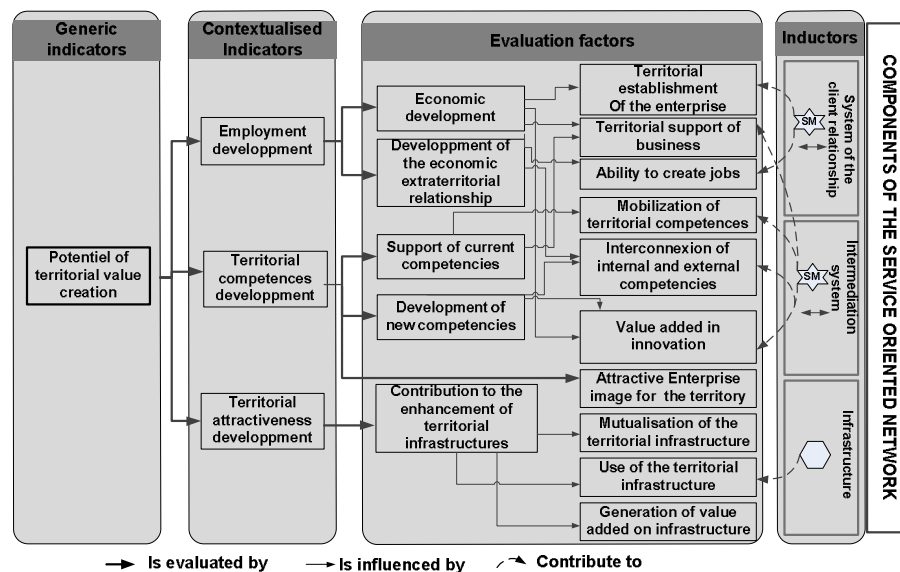 Generic
indicators
Contextualised
Indicators
Evaluation factors
Inductors
Potentiel of
territorial value
creation
Employment
developpment
Territorial
competences
developpment
Territorial
attractiveness
developpment
Economic
development
Developpment of
the economic
extraterritorial
relationship
Support of current
competencies
Development of
new competencies
Contribution to the
enhancement of
territorial
infrastructures
Territorial
establishment
Of the enterprise
Territorial support of
business
Ability to create jobs
Mobilization of
territorial competences
Interconnexion of
internal and external
competencies
Value added in
innovation
Attractive Enterprise
image for the territory
Mutualisation of the
territorial infrastructure
Use of the territorial
infrastructure
Generation of value
added on infrastructure
System of the
client relationship
SM
Intermediation
system
SM
Infrastructure
COMPONENTS OF THE SERVICE ORIENTED NETWORK
Is evaluated by
Is influenced by
Contribute to